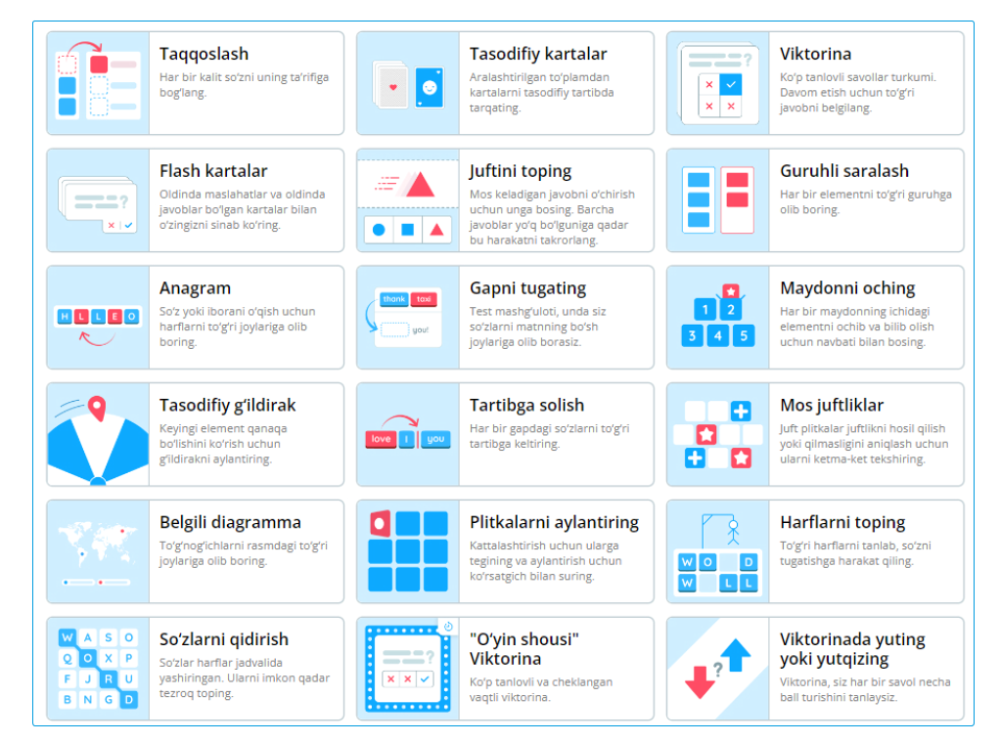 Taqqoslash
Har bir kalit so‘zni uning ta’rifiga
bog‘lang.
Tasodifiy kartalar
Aralashtirilgan to‘plamdan
kartalarni tasodifiy tartibda
tarqating.
?
Viktorina
Ko‘p tanlovli savollar turkumi.
Davom etish uchun to‘g‘ri
javobni belgilang.
?
Flash kartalar
Oldinda maslahatlar va oldinda
javoblar bo‘lgan kartalar bilan
o‘zingizni sinab ko‘ring.
Juftini toping
Mos keladigan javobni o‘chirish
uchun unga bosing. Barcha
javoblar yo‘q bo‘lguniga qadar
bu harakatni takrorlang.
Guruhli saralash
Har bir elementni to‘g‘ri guruhga
olib boring.
H L L E O
Anagram
So‘z yoki iborani o‘qish uchun
harflarni to‘g‘ri joylariga olib
boring.
thank taxi
you!
Gapni tugating
Test mashg‘uloti, unda siz
so‘zlarni matnning bo‘sh
joylariga olib borasiz.
1 2
3 4 5
Maydonni oching
Har bir maydonning ichidagi
elementni ochib va bilib olish
uchun navbati bilan bosing.
Tasodifiy g‘ildirak
Keyingi element qanaqa
bo‘lishini ko‘rish uchun
g‘ildirakni aylantiring.
love I you
Tartibga solish
Har bir gapdagi so‘zlarni to‘g‘ri
tartibga keltiring.
Mos juftliklar
Juft plitkalar juftlikni hosil qilish
yoki qilmasligini aniqlash uchun
ularni ketma-ket tekshiring.
Belgili diagramma
To‘g‘nog‘ichlarni rasmdagi to‘g‘ri
joylariga olib boring.
Plitkalarni aylantiring
Kattalashtirish uchun ularga
tegining va aylantirish uchun
ko‘rsatgich bilan suring.
W O D
W L L
Harflarni toping
To‘g‘ri harflarni tanlab, so‘zni
tugatishga harakat qiling.
W A S O
Q O X P
F J R U
B N G D
So‘zlarni qidirish
So‘zlar harflar jadvalida
yashiringan. Ularni imkon qadar
tezroq toping.
?
"O‘yin shousi"
Viktorina
Ko‘p tanlovli va cheklangan
vaqtli viktorina.
?
Viktorinada yuting
yoki yutqizing
Viktorina, siz har bir savol necha
ball turishini tanlaysiz.